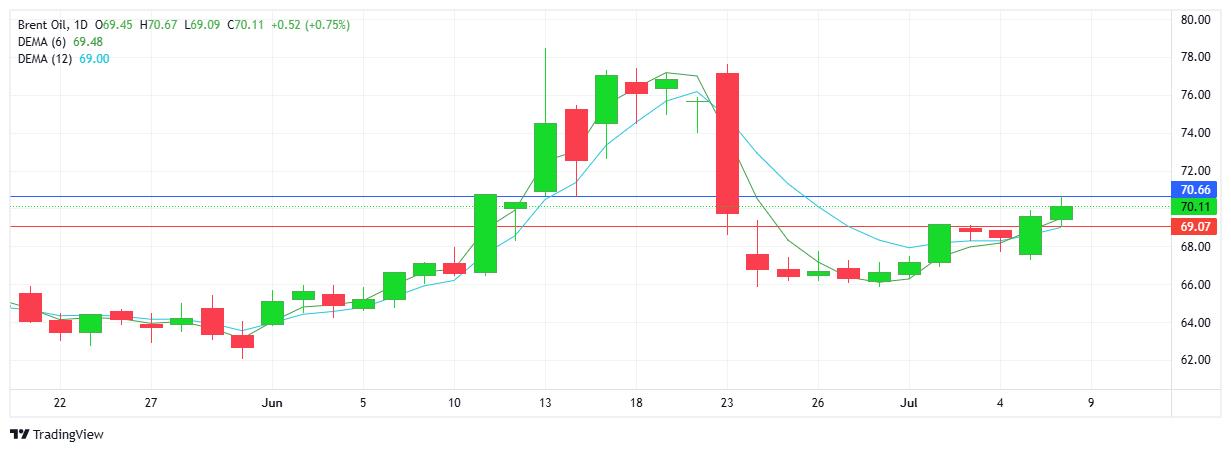 Brent Oil, 1D O69.45 H70.67 L69.09 C70.11 +0.52 (+0.75%)
DEMA (6) 69.48
DEMA (12) 69.00
80.00
78.00
76.00
74.00
72.00
70.66
70.11
69.07
68.00
66.00
64.00
62.00
22 27 Jun 5 10 13 18 23 26 Jul 4 9
TradingView